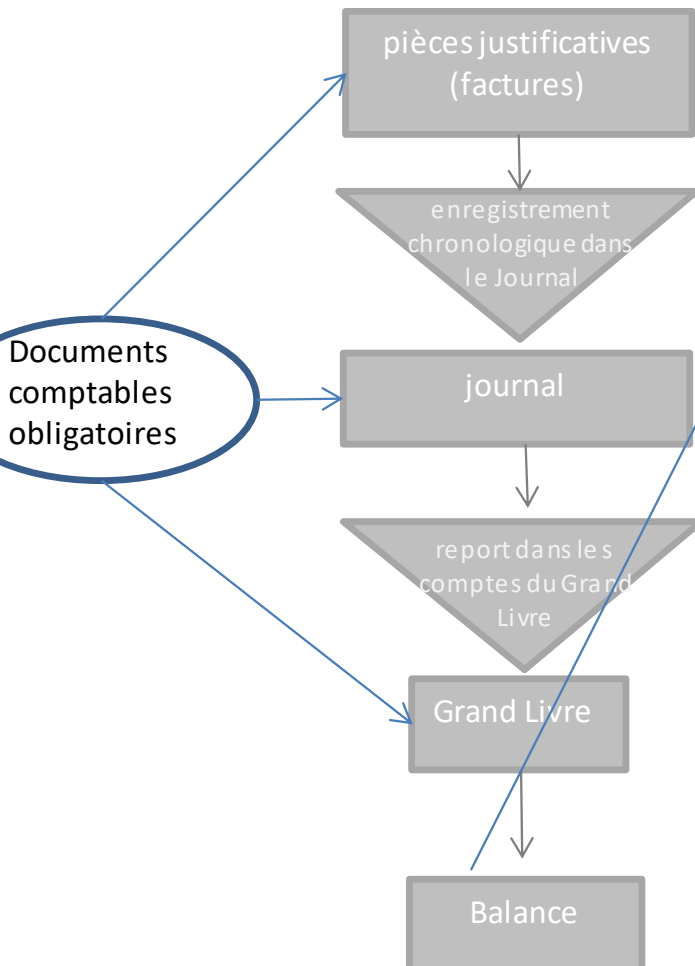 pièces justificatives
(factures)
enregistrement
chronologique dans
le Journal
Documents
comptables
obligatoires
journal
report dans les
comptes du Grand
Livre
Grand Livre
Balance